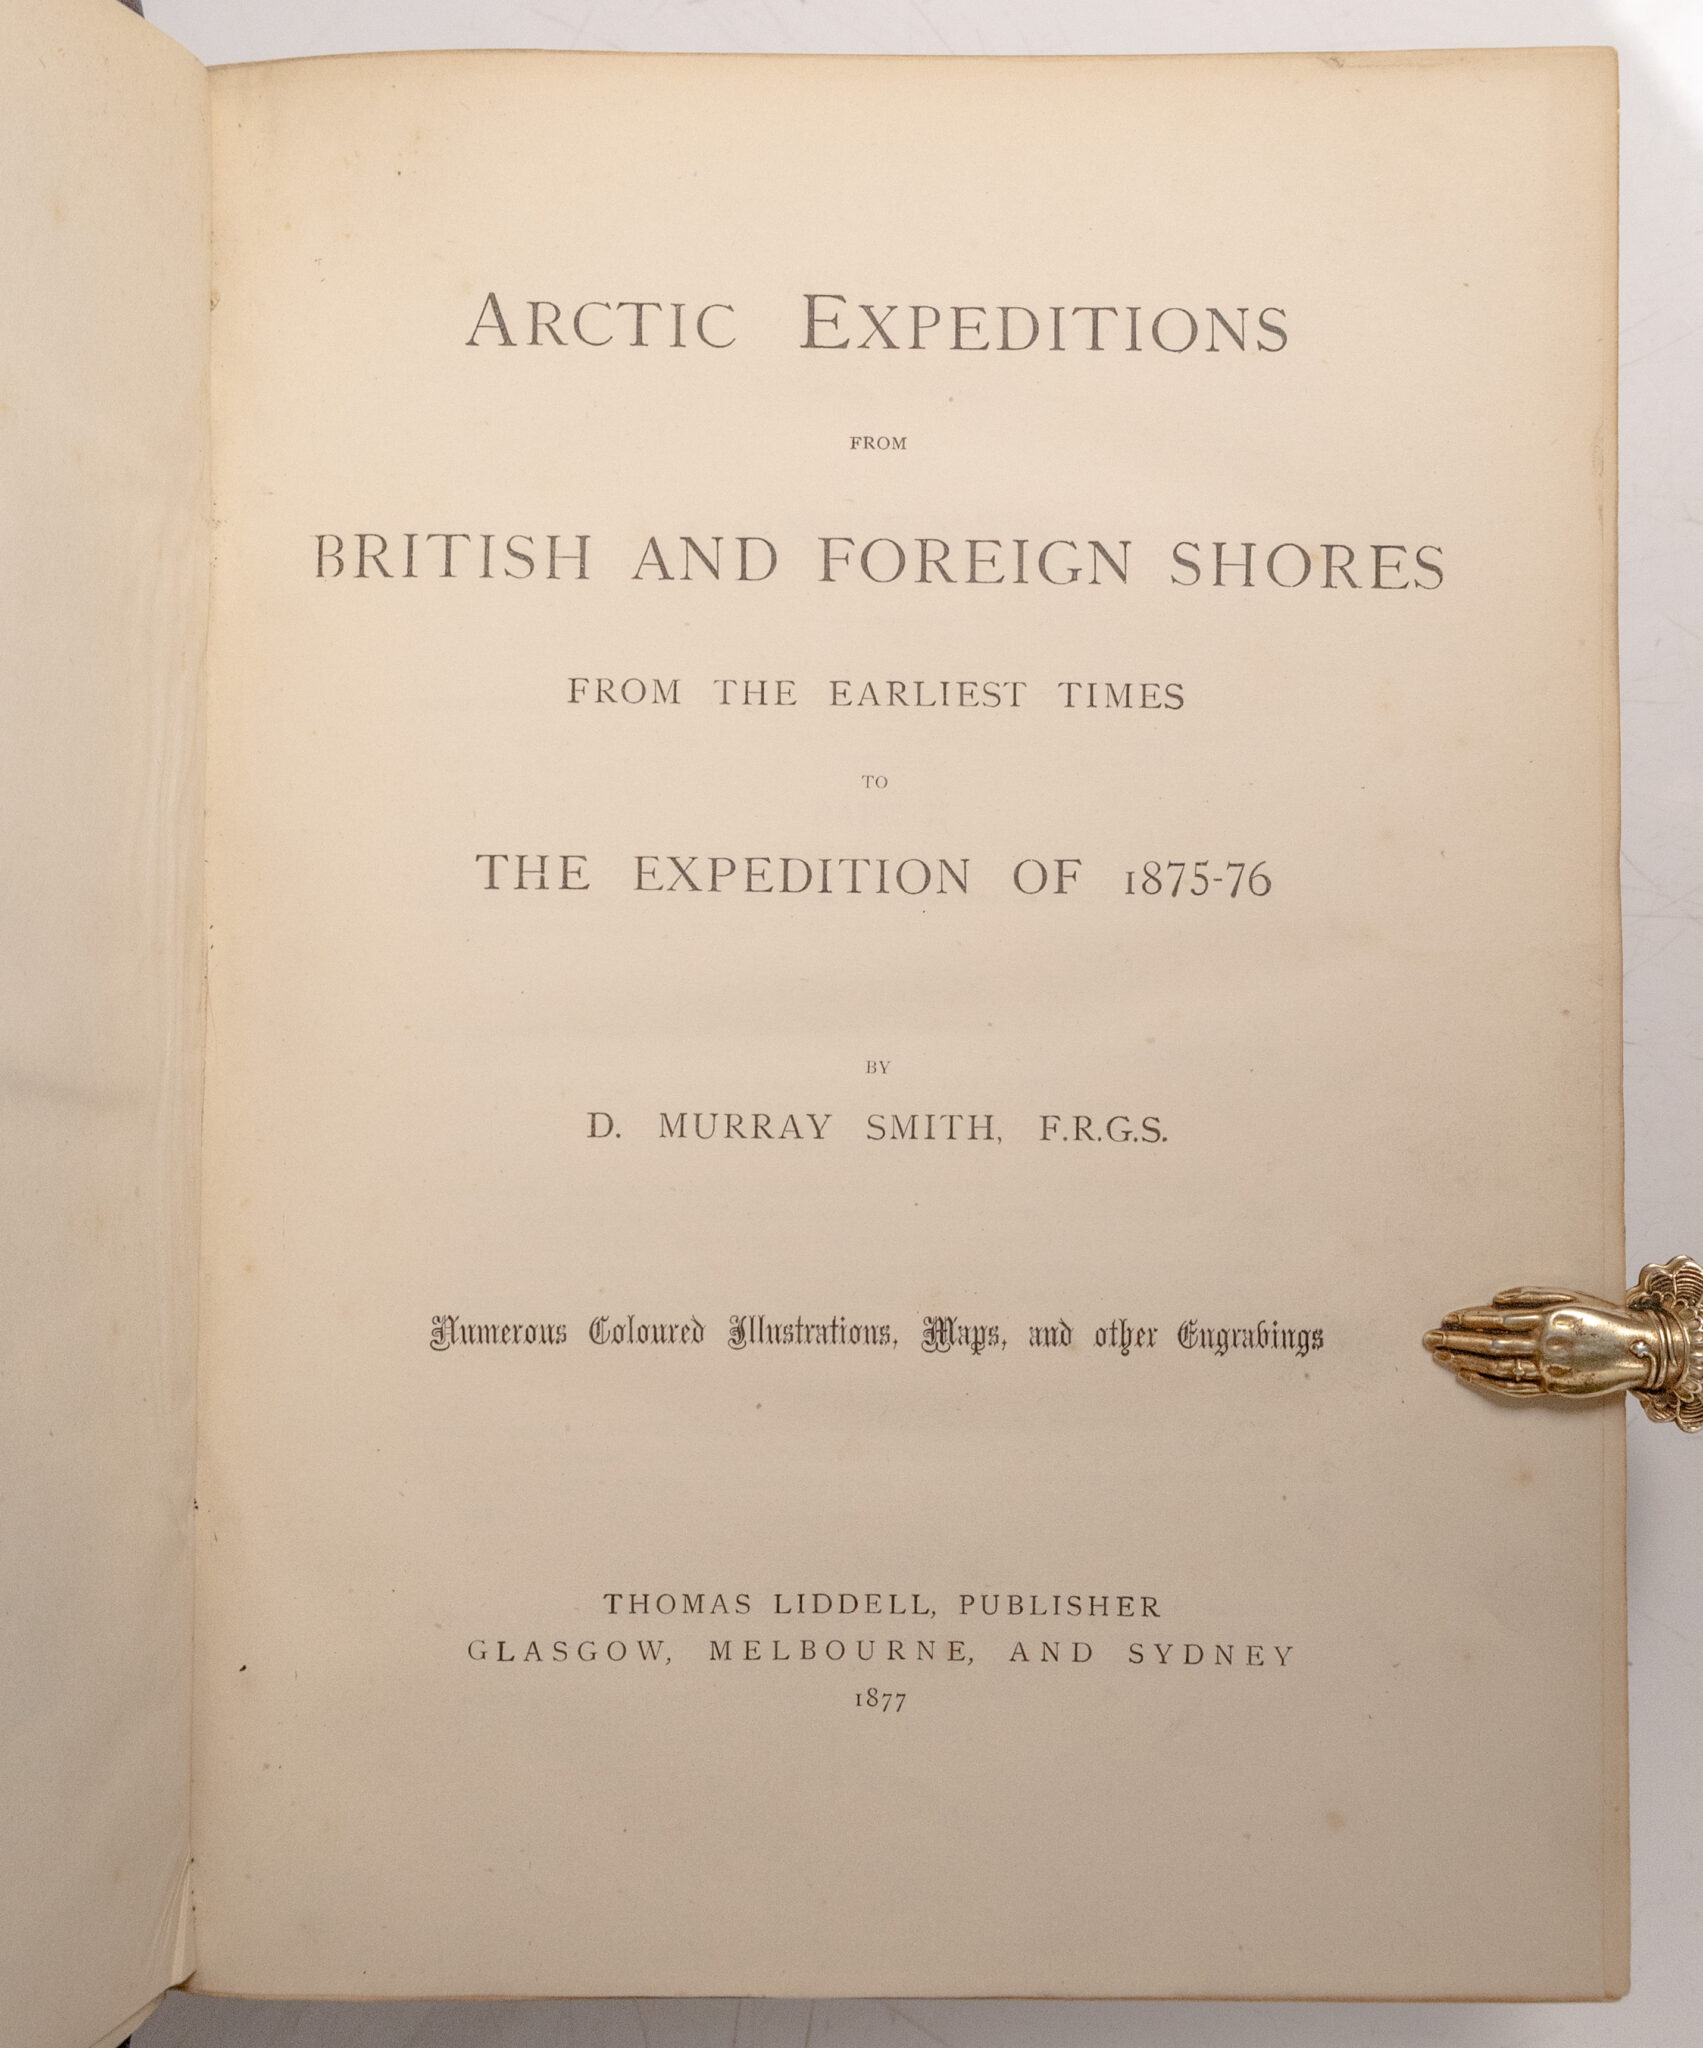 ARCTIC EXPEDITIONS
FROM
BRITISH AND FOREIGN SHORES
FROM THE EARLIEST TIMES
TO
THE EXPEDITION OF 1875-76
BY
D. MURRAY SMITH, F.R.G.S.
Numerous Coloured Illustrations, Maps, and other Engravings
THOMAS LIDDELL, PUBLISHER
GLASGOW, MELBOURNE, AND SYDNEY
1877